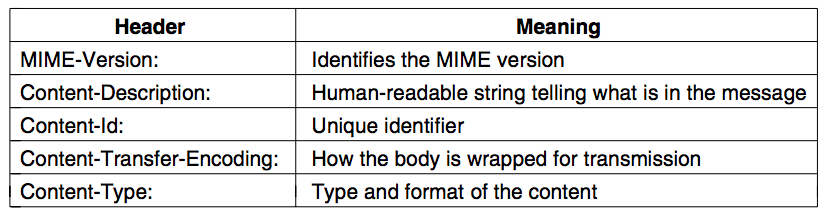 Header Meaning
MIME-Version: Identifies the MIME version
Content-Description: Human-readable string telling what is in the message
Content-Id: Unique identifier
Content-Transfer-Encoding: How the body is wrapped for transmission
Content-Type: Type and format of the content